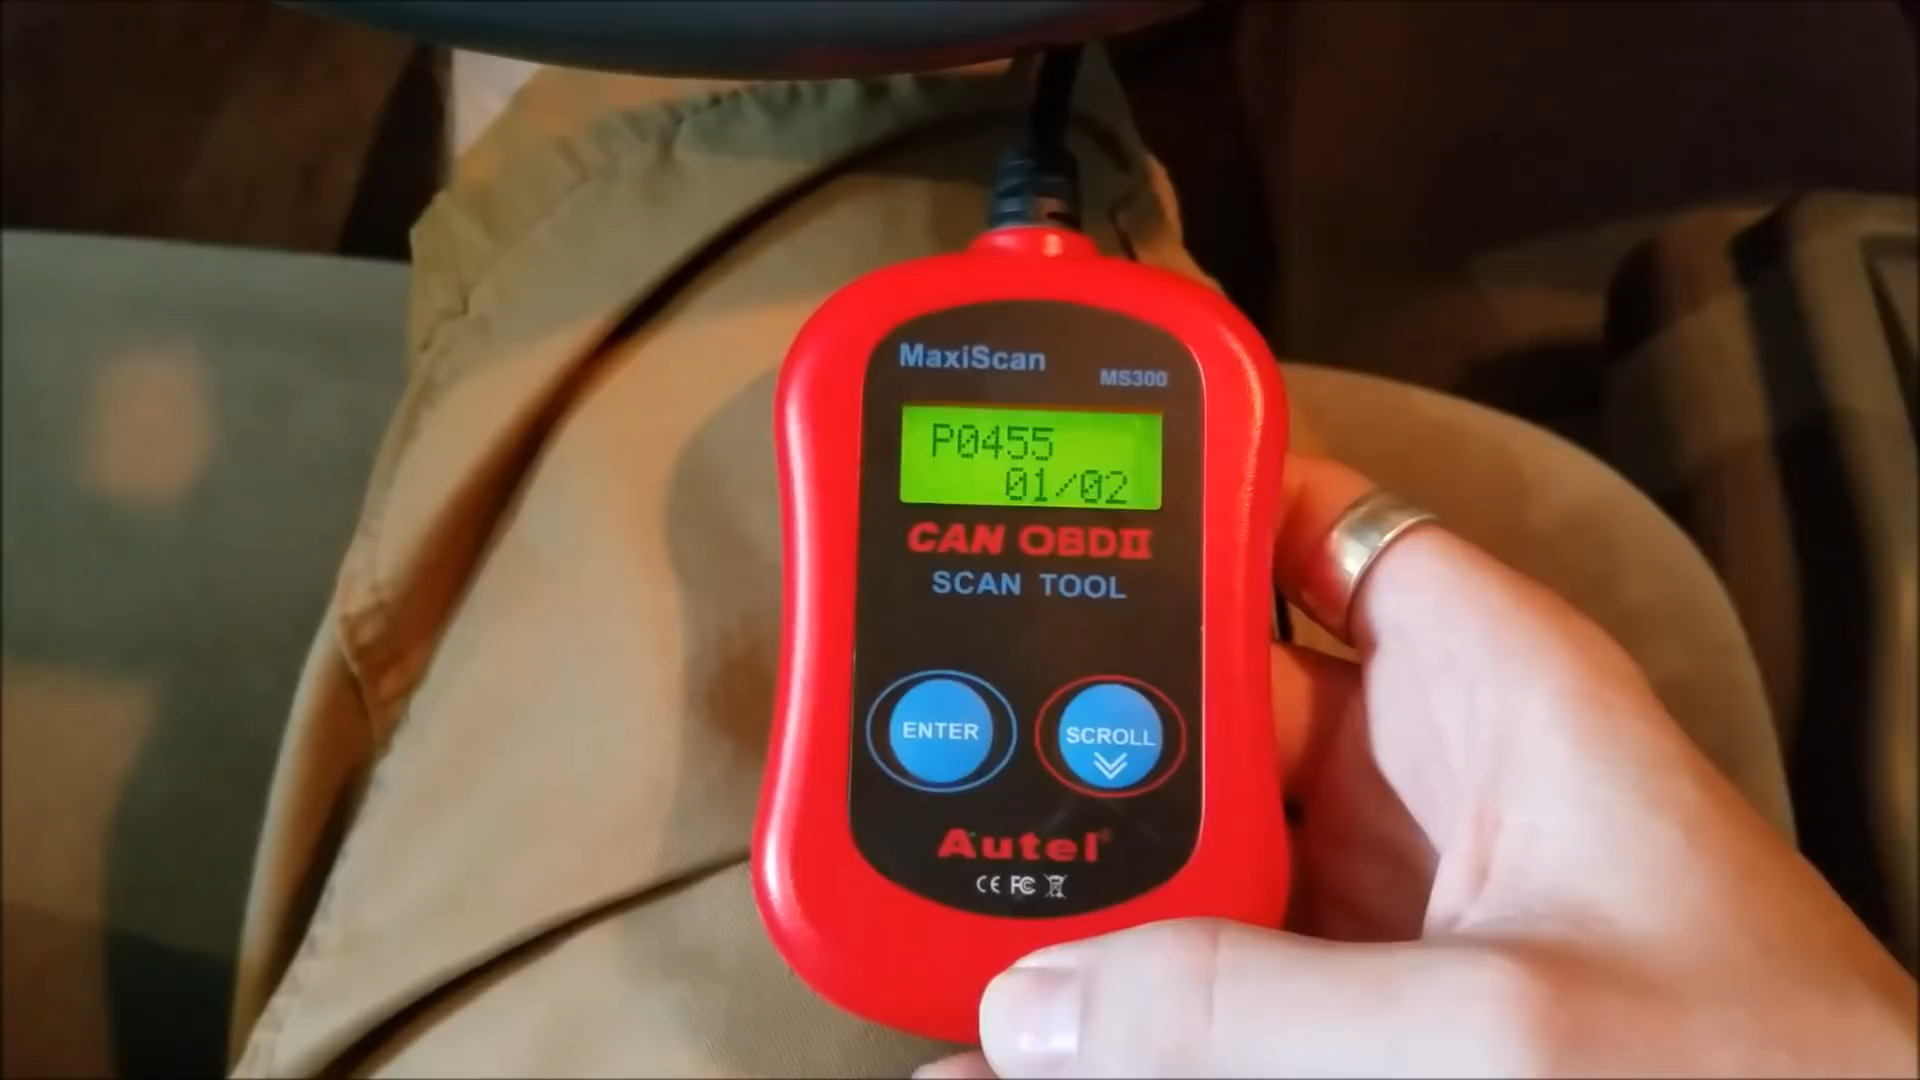 MaxiScan
MS300
P0455
01/02
CAN OBDII
SCAN TOOL
ENTER
SCROLL
Autel
CE FC